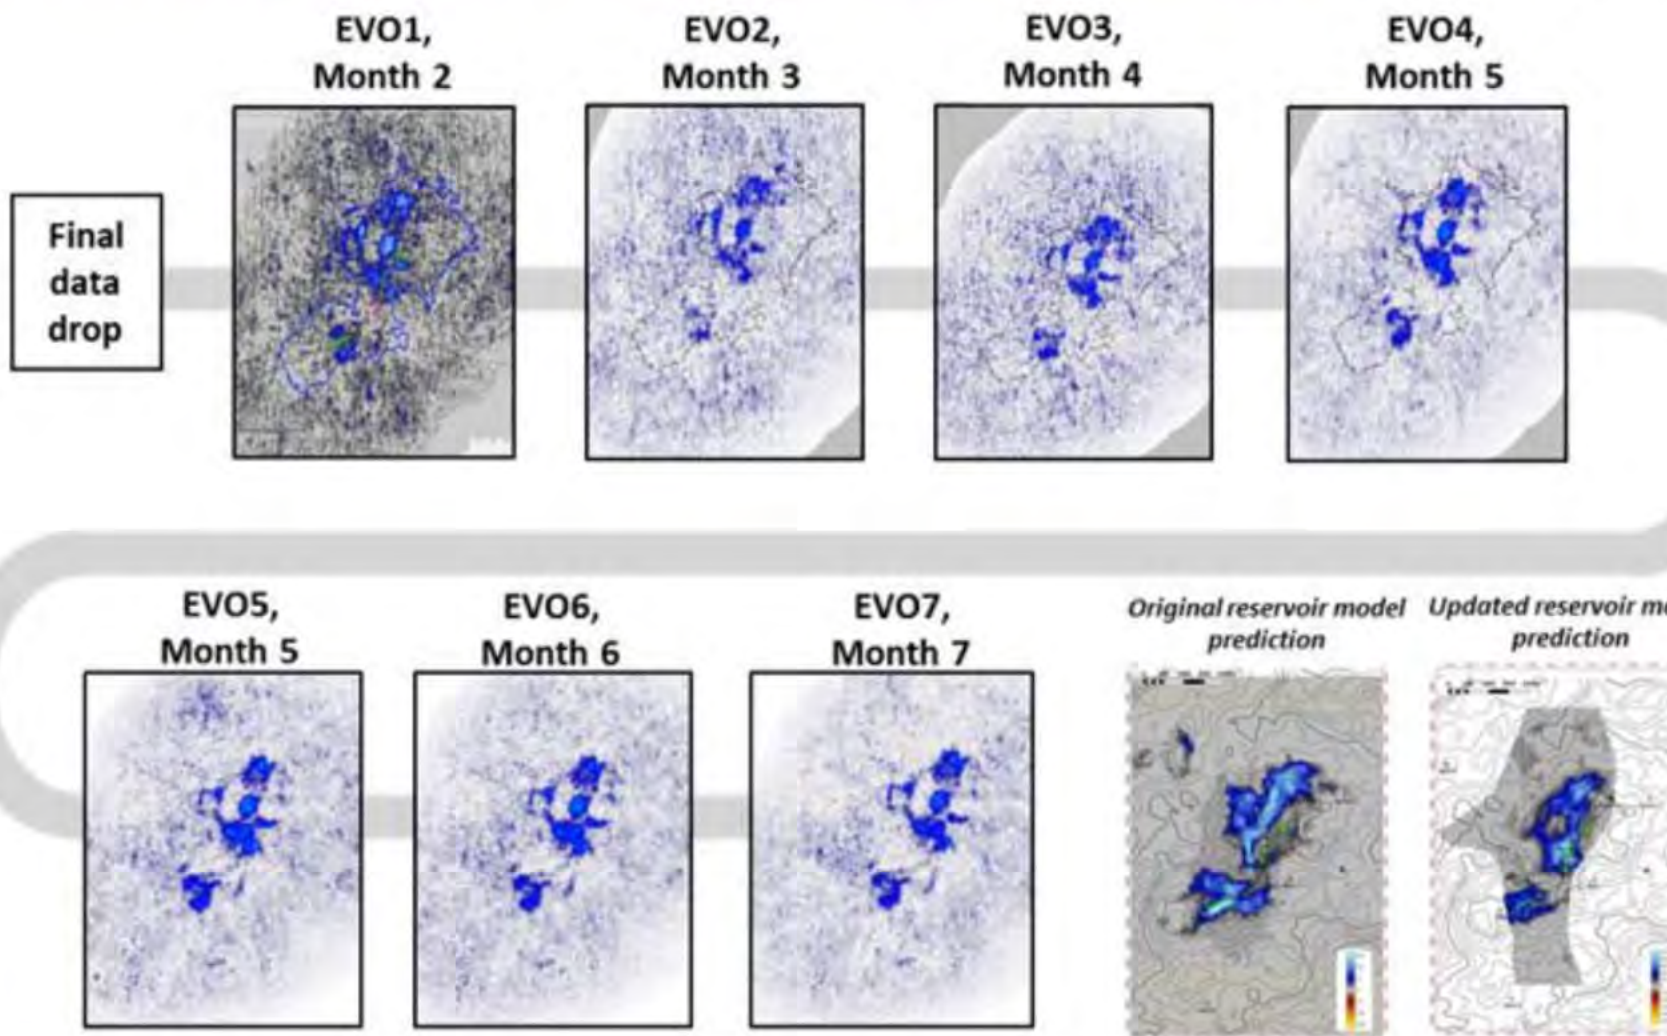 EVO1,
Month 2
EVO2,
Month 3
EVO3,
Month 4
EVO4,
Month 5
Final
data
drop
EVO5,
Month 5
EVO6,
Month 6
EVO7,
Month 7
Original reservoir model
prediction
Updated reservoir
prediction